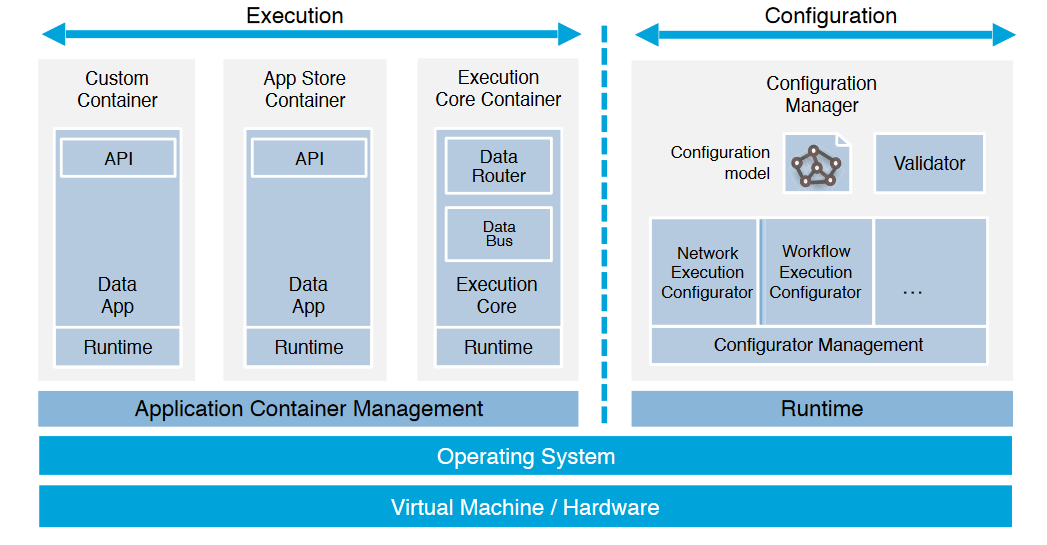 Execution
Configuration
Custom
Container
API
Data
App
Runtime
App Store
Container
API
Data
App
Runtime
Execution
Core Container
Data
Router
Data
Bus
Execution
Core
Runtime
Configuration
Manager
Configuration
model
Validator
Network
Execution
Configurator
Workflow
Execution
Configurator
...
Configurator Management
Application Container Management
Runtime
Operating System
Virtual Machine / Hardware